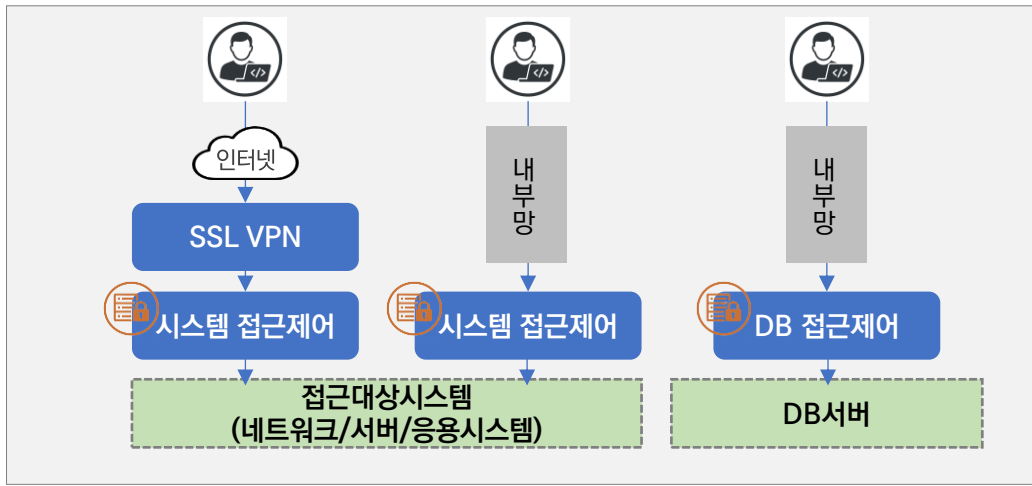 인터넷
SSL VPN
시스템 접근제어
내부망
시스템 접근제어
접근대상시스템
(네트워크/서버/응용시스템)
내부망
DB 접근제어
DB서버